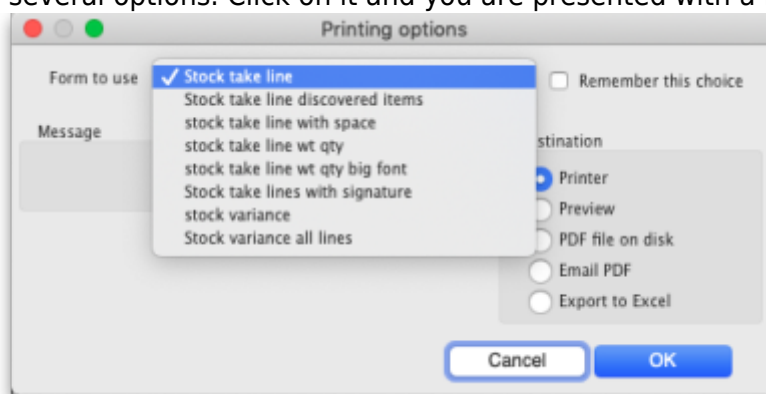 several options. Click on it and you are presented with a
Printing options
Form to use
✓ Stock take line
Stock take line discovered items
stock take line with space
stock take line wt qty
stock take line wt qty big font
Stock take lines with signature
stock variance
Stock variance all lines
Remember this choice
Message
stination
Printer
Preview
PDF file on disk
Email PDF
Export to Excel
Cancel
OK